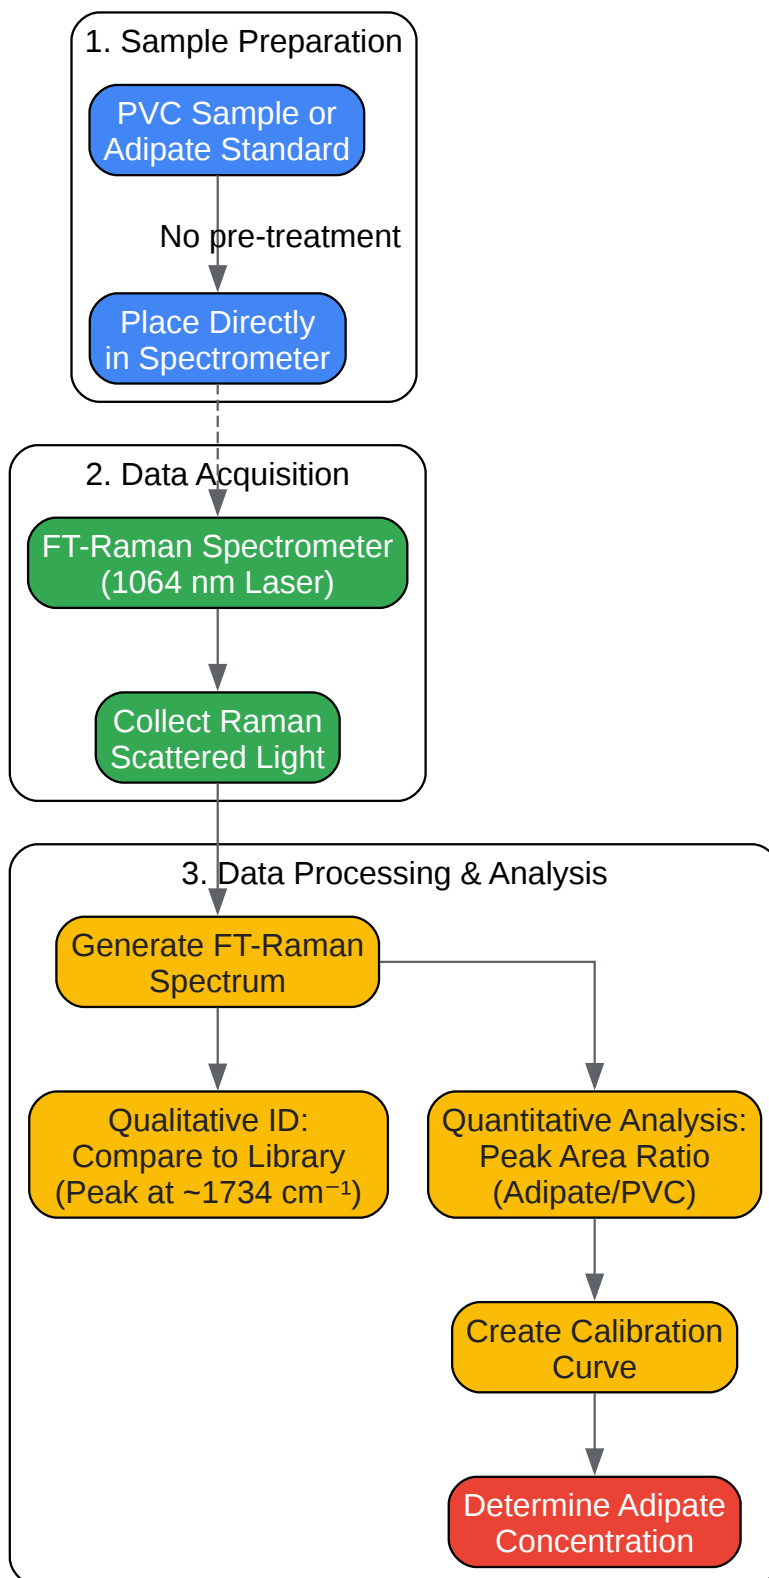 1. Sample Preparation
PVC Sample or
Adipate Standard
No pre-treatment
Place Directly
in Spectrometer
2. Data Acquisition
FT-Raman Spectrometer
(1064 nm Laser)
Collect Raman
Scattered Light
3. Data Processing & Analysis
Generate FT-Raman
Spectrum
Qualitative ID:
Compare to Library
(Peak at ~1734 cm⁻¹)
Quantitative Analysis:
Peak Area Ratio
(Adipate/PVC)
Create Calibration
Curve
Determine Adipate
Concentration